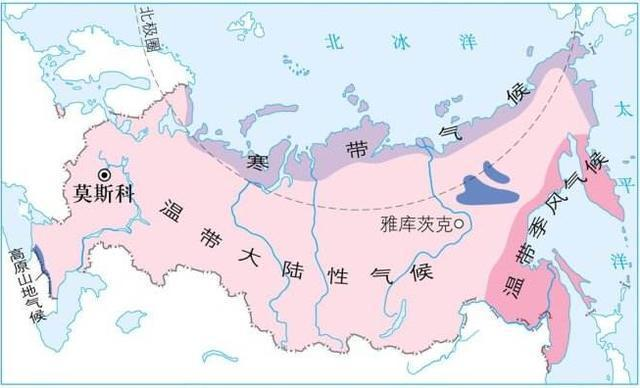 北极圈
北冰洋
太平洋
寒带气候
莫斯科
温带大陆性气候
雅库茨克
温带季风气候
高原山地气候